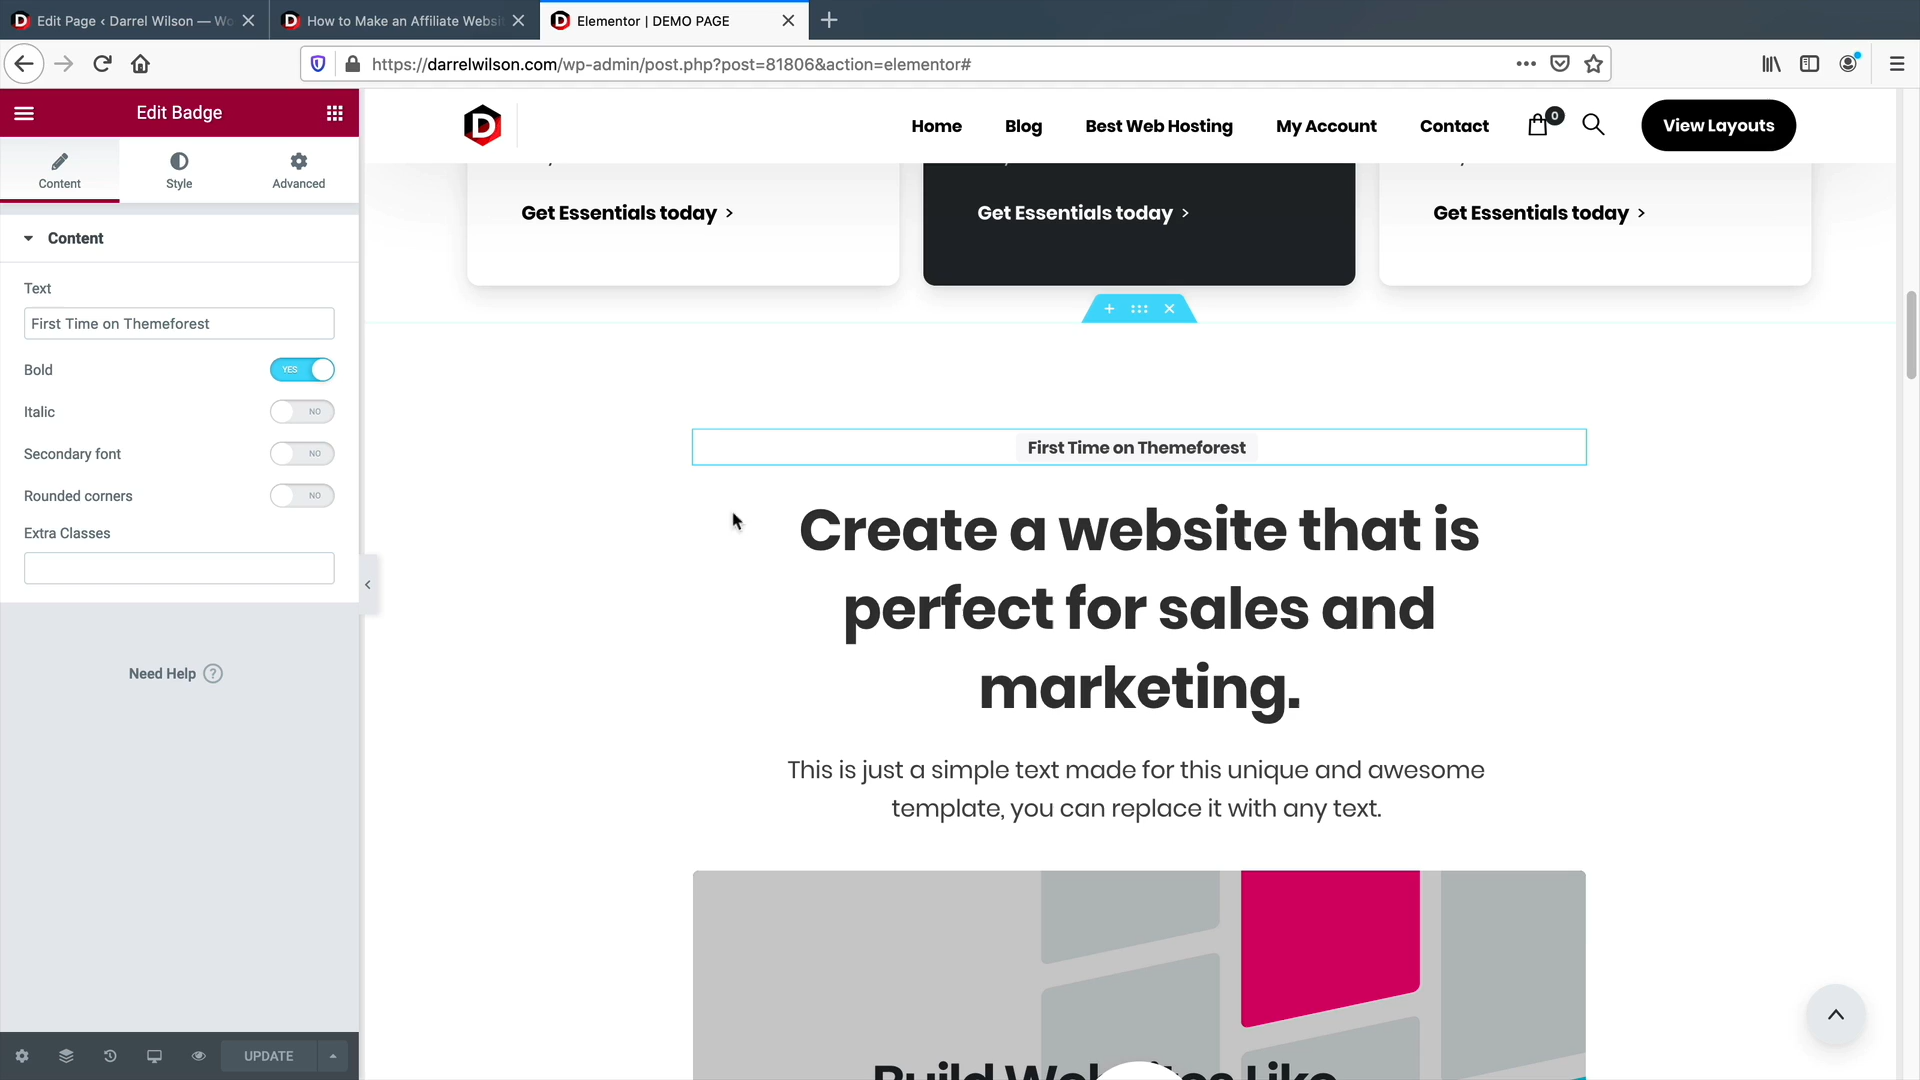 Edit Page ‹ Darrel Wilson — Wo
How to Make an Affiliate Websi
Elementor | DEMO PAGE
https://darrelwilson.com/wp-admin/post.php?post=81806&action=elementor#
Edit Badge
Content
Style
Advanced
Content
Text
First Time on Themeforest
Bold
YES
Italic
NO
Secondary font
NO
Rounded corners
NO
Extra Classes
Need Help ?
UPDATE
D
Home
Blog
Best Web Hosting
My Account
Contact
0
View Layouts
Get Essentials today >
Get Essentials today >
Get Essentials today >
First Time on Themeforest
Create a website that is
perfect for sales and
marketing.
This is just a simple text made for this unique and awesome
template, you can replace it with any text.
Build Websites Like